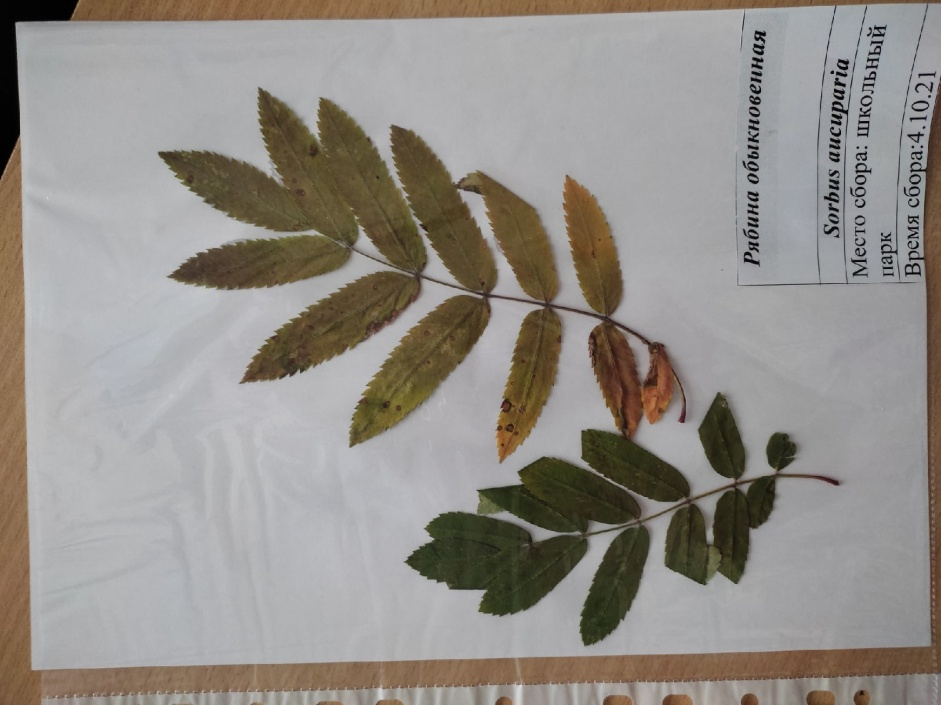 Рябина обыкновенная
Sorbus aucuparia
Место сбора: школьный
парк
Время сбора:4.10.21